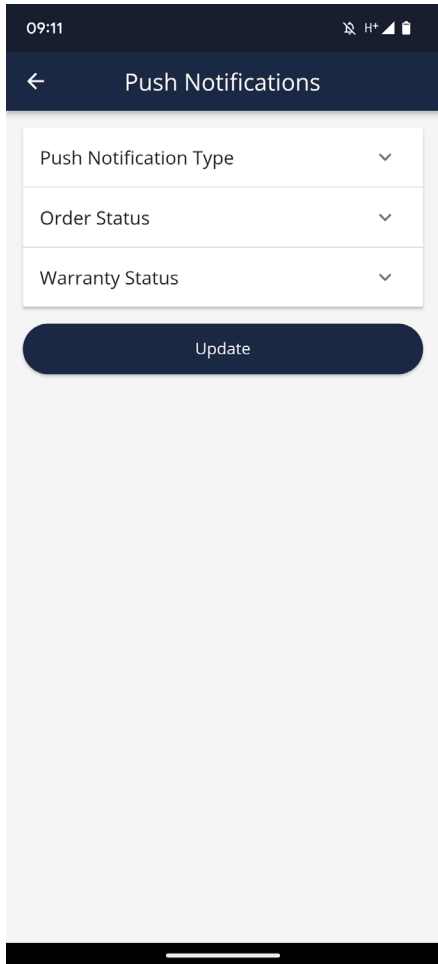 09:11 H+
Push Notifications
Push Notification Type
Order Status
Warranty Status
Update